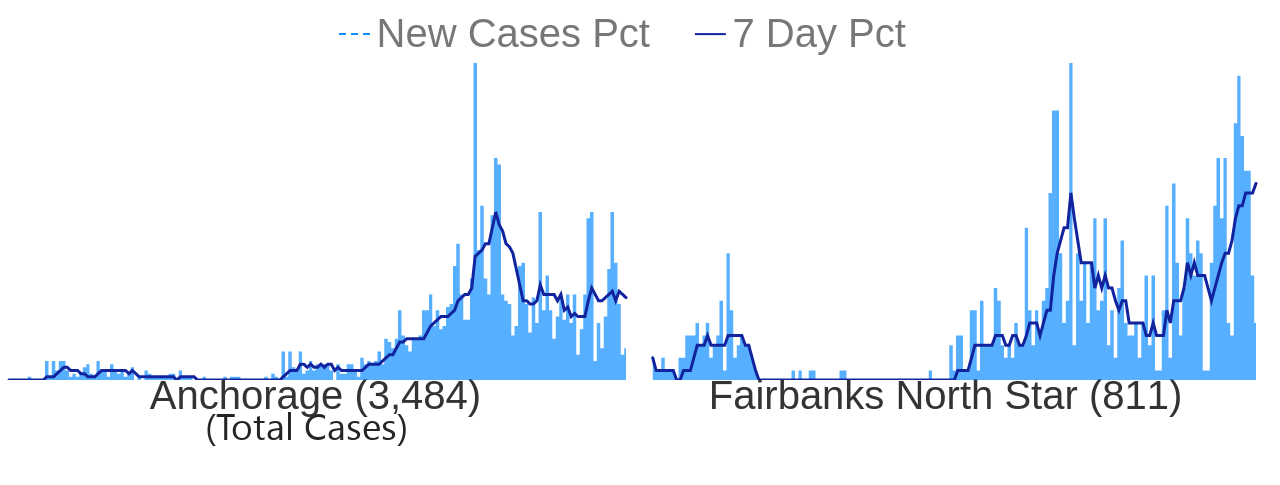 New Cases Pct 7 Day Pct
Anchorage (3,484) Fairbanks North Star (811)
(Total Cases)